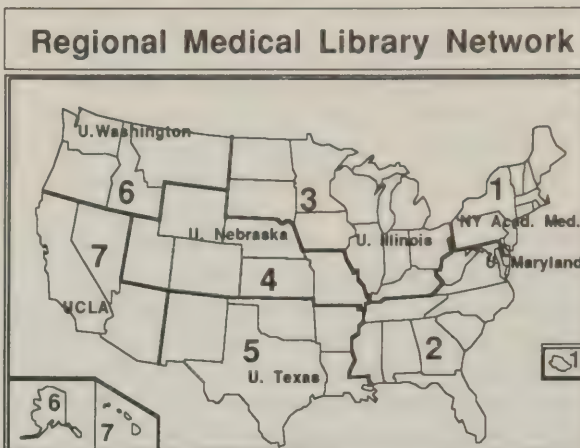 Regional Medical Library Network
U.Washington
1
6
3
NY Acad. Med.
U. Nebraska
U. Illinois
7
U. Maryland
4
UCLA
5
2
1
U. Texas
6
7